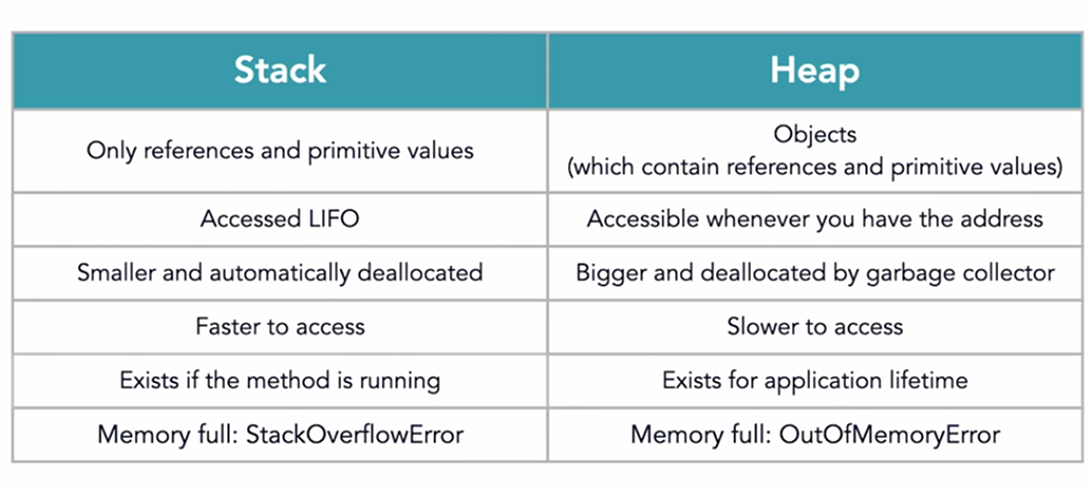 Stack
Heap
Only references and primitive values
Objects
(which contain references and primitive values)
Accessed LIFO
Accessible whenever you have the address
Smaller and automatically deallocated
Bigger and deallocated by garbage collector
Faster to access
Slower to access
Exists if the method is running
Exists for application lifetime
Memory full: StackOverflowError
Memory full: OutOfMemoryError